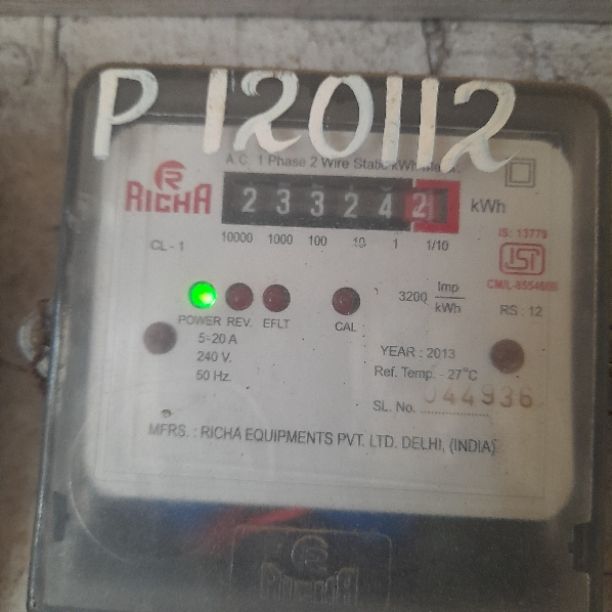 P 120112
A.C. 1 Phase 2 Wire Static kWh Meter.
RICHA
2 3 3 2 4 2 kWh
10000 1000 100 10 1 1/10
CL-1
IS: 13779
ISI
3200 Imp/kWh
RS : 12
POWER REV. EFLT CAL
5-20 A
240 V.
50 Hz.
YEAR : 2013
Ref. Temp. - 27°C
SL. No. 044936
MFRS. : RICHA EQUIPMENTS PVT. LTD. DELHI, (INDIA)
RICHA